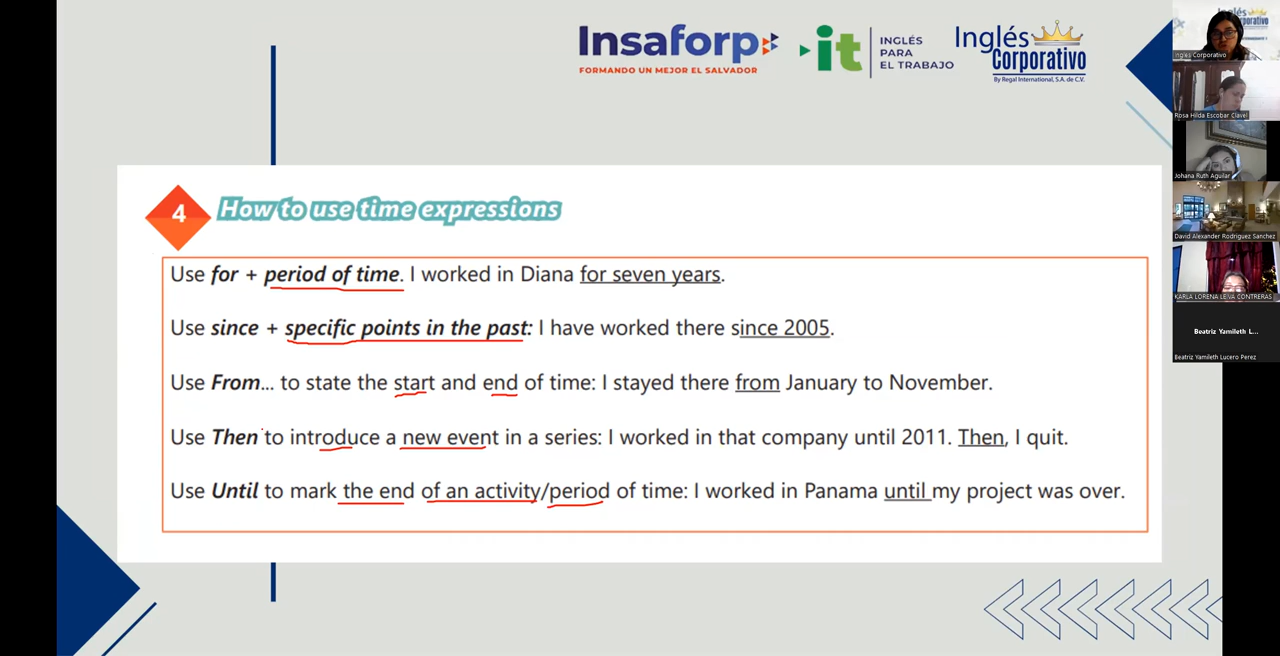 Insaforp
FORMANDO UN MEJOR EL SALVADOR
it
INGLÉS
PARA
EL TRABAJO
Inglés
Corporativo
By Regal International, S.A. de C.V.
4
How to use time expressions
Use for + period of time. I worked in Diana for seven years.
Use since + specific points in the past: I have worked there since 2005.
Use From... to state the start and end of time: I stayed there from January to November.
Use Then to introduce a new event in a series: I worked in that company until 2011. Then, I quit.
Use Until to mark the end of an activity/period of time: I worked in Panama until my project was over.
Inglés Corporativo
Rosa Hilda Escobar Clavel
Johana Ruth Aguilar
David Alexander Rodriguez Sanchez
KARLA LORENA LEIVA CONTRERAS
Beatriz Yamileth L...
Beatriz Yamileth Lucero Perez